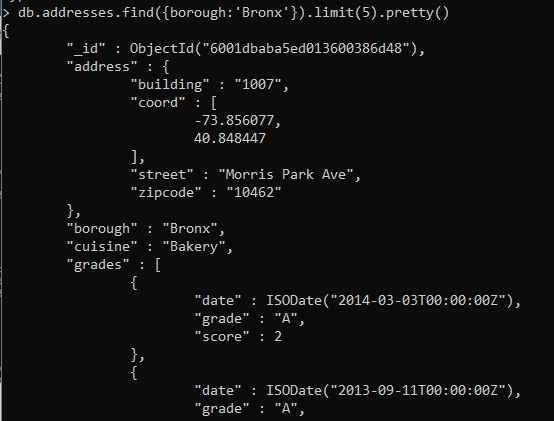 > db.addresses.find({borough:'Bronx'}).limit(5).pretty()
{
"_id" : ObjectId("6001dbaba5ed013600386d48"),
"address" : {
"building" : "1007",
"coord" : [
-73.856077,
40.848447
],
"street" : "Morris Park Ave",
"zipcode" : "10462"
},
"borough" : "Bronx",
"cuisine" : "Bakery",
"grades" : [
{
"date" : ISODate("2014-03-03T00:00:00Z"),
"grade" : "A",
"score" : 2
},
{
"date" : ISODate("2013-09-11T00:00:00Z"),
"grade" : "A",